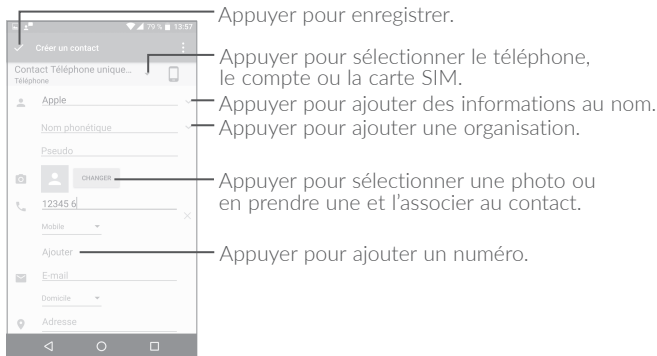 79 % 13:57
Appuyer pour enregistrer.
Créer un contact
Appuyer pour sélectionner le téléphone,
le compte ou la carte SIM.
Contact Téléphone unique...
Téléphone
Apple
Appuyer pour ajouter des informations au nom.
Nom phonétique
Appuyer pour ajouter une organisation.
Pseudo
CHANGER
Appuyer pour sélectionner une photo ou
en prendre une et l’associer au contact.
12345 6
Mobile
Ajouter
Appuyer pour ajouter un numéro.
E-mail
Domicile
Adresse